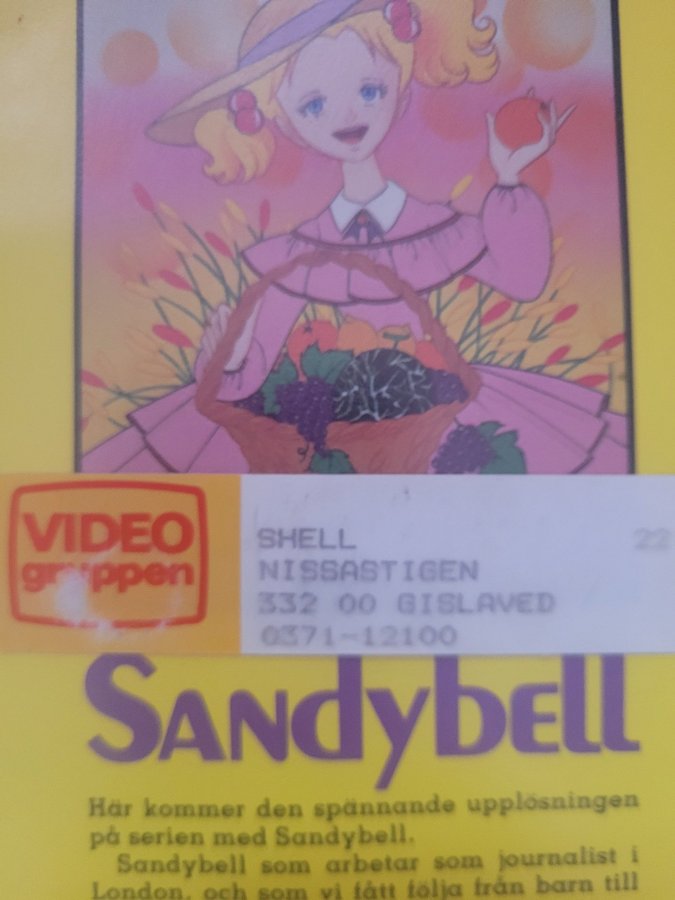 VIDEO
gruppen
SHELL 22
NISSASTIGEN
332 00 GISLAVED
0371-12100
SANdybell
Här kommer den spännande upplösningen
på serien med Sandybell.
Sandybell som arbetar som journalist i
London, och som vi fått följa från barn till